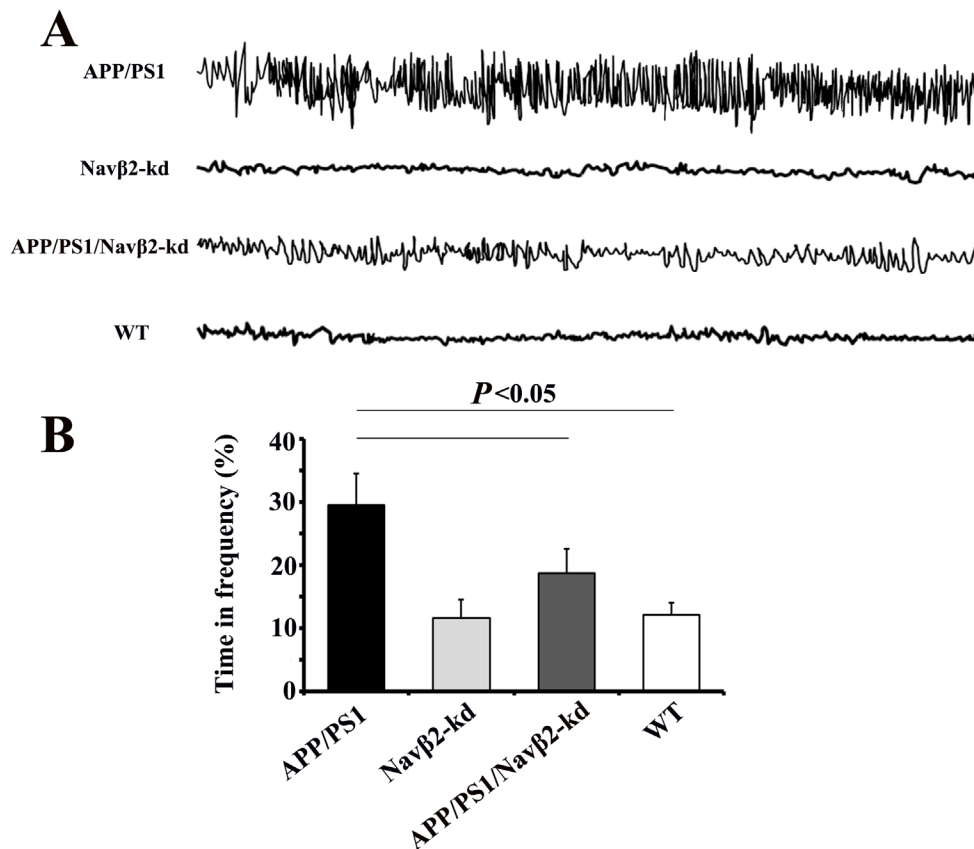 A
APP/PS1
Navβ2-kd
APP/PS1/Navβ2-kd
WT
B
P<0.05
Time in frequency (%)
40
30
20
10
0
APP/PS1
Navβ2-kd
APP/PS1/Navβ2-kd
WT